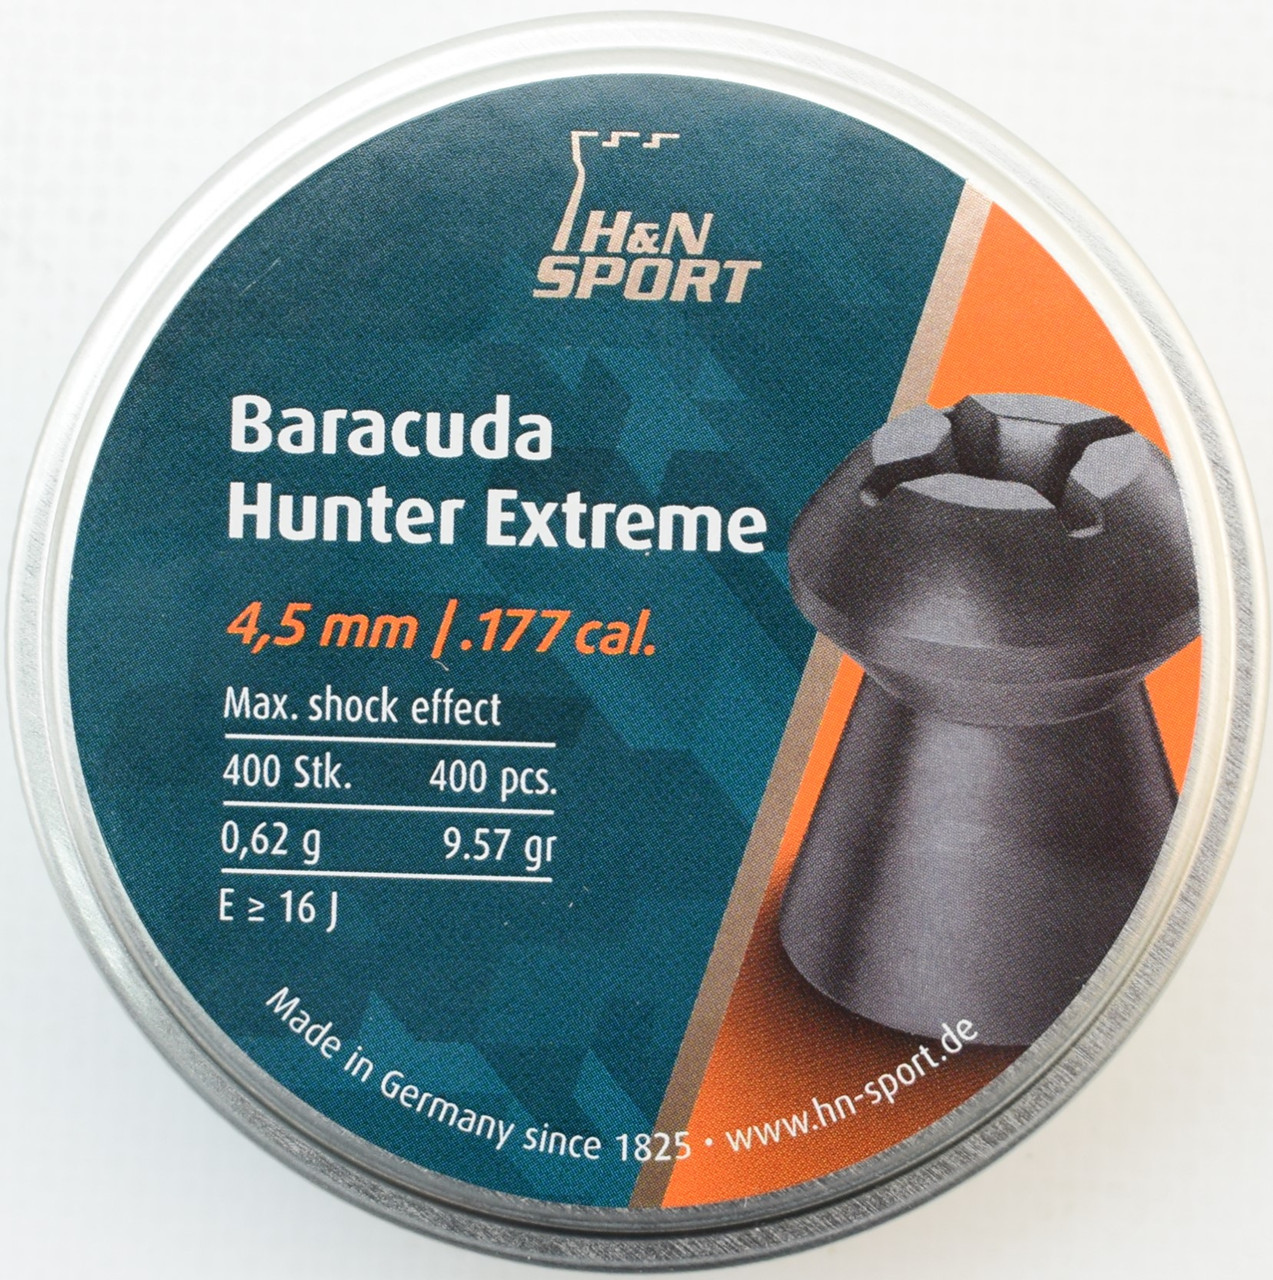 H&N
SPORT
Baracuda
Hunter Extreme
4,5 mm | .177 cal.
Max. shock effect
400 Stk. 400 pcs.
0,62 g 9.57 gr
E ≥ 16 J
Made in Germany since 1825 • www.hn-sport.de